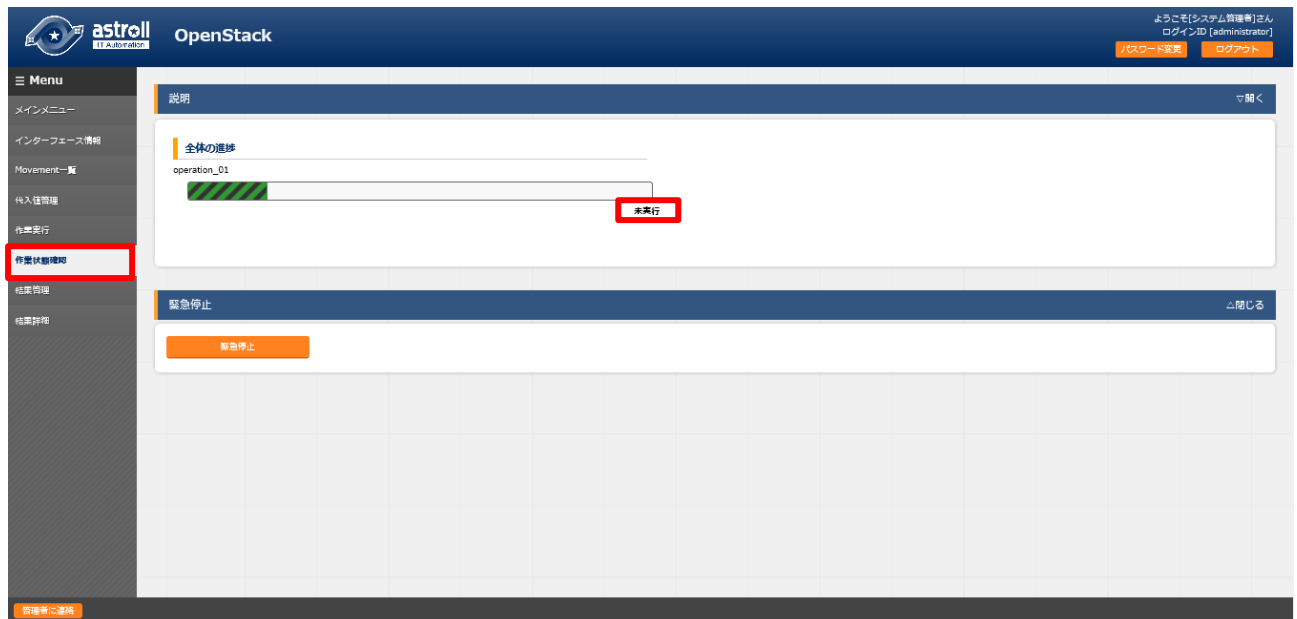 astroll
IT Automation
OpenStack
ようこそ[システム管理者]さん
ログインID [administrator]
パスワード変更
ログアウト
☰ Menu
メインメニュー
インターフェース情報
Movement一覧
代入値管理
作業実行
作業状態確認
結果管理
結果詳細
説明
▽開く
全体の進捗
operation_01
未実行
緊急停止
△閉じる
緊急停止
管理者に連絡